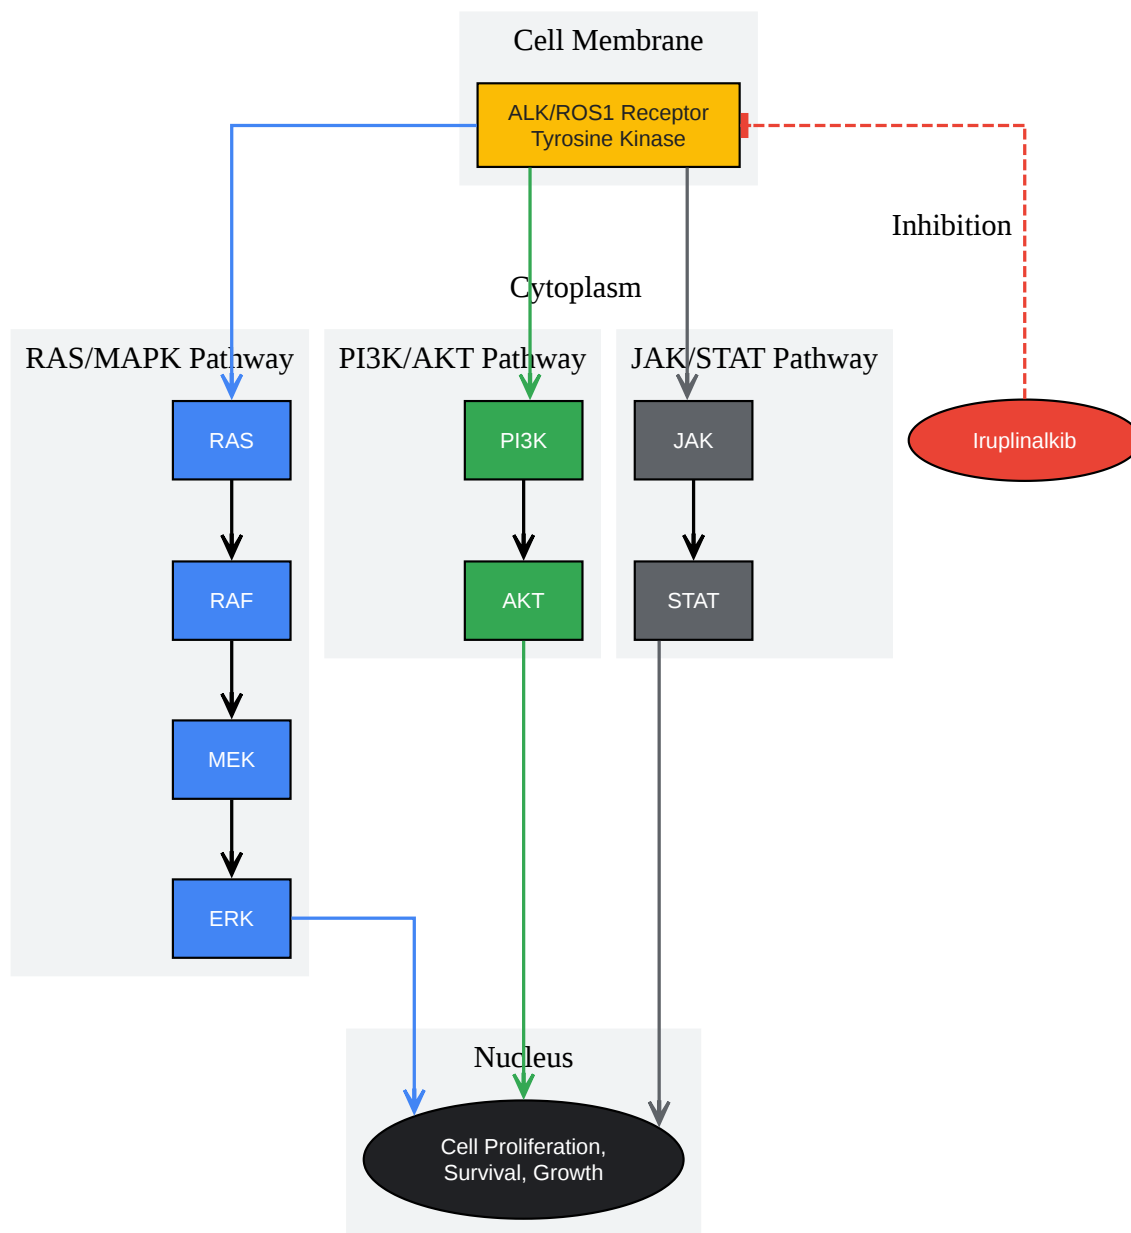 Cell Membrane
ALK/ROS1 Receptor
Tyrosine Kinase
Inhibition
Cytoplasm
RAS/MAPK Pathway
PI3K/AKT Pathway
JAK/STAT Pathway
RAS
PI3K
JAK
Iruplinalkib
RAF
AKT
STAT
MEK
ERK
Nucleus
Cell Proliferation,
Survival, Growth